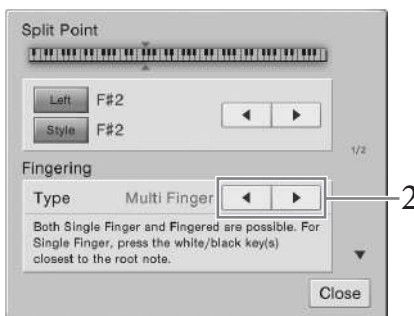 Split Point
Left F#2
Style F#2
1/2
Fingering
Type Multi Finger
2
Both Single Finger and Fingered are possible. For
Single Finger, press the white/black key(s)
closest to the root note.
Close